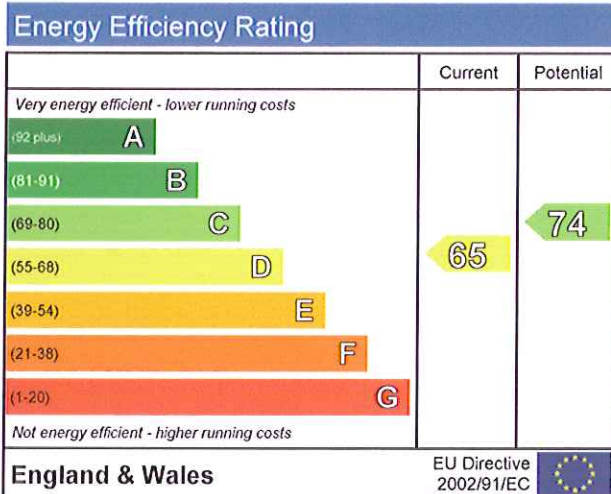 Energy Efficiency Rating
Current Potential
Very energy efficient - lower running costs
(92 plus) A
(81-91) B
(69-80) C
74
(55-68) D
65
(39-54) E
(21-38) F
(1-20) G
Not energy efficient - higher running costs
England & Wales
EU Directive
2002/91/EC